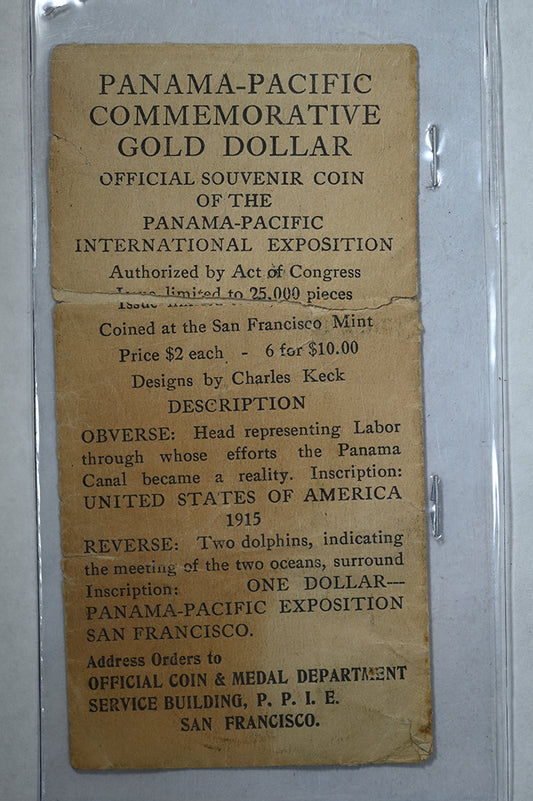 PANAMA-PACIFIC
COMMEMORATIVE
GOLD DOLLAR
OFFICIAL SOUVENIR COIN
OF THE
PANAMA-PACIFIC
INTERNATIONAL EXPOSITION
Authorized by Act of Congress
Issue limited to 25,000 pieces
Coined at the San Francisco Mint
Price $2 each - 6 for $10.00
Designs by Charles Keck
DESCRIPTION
OBVERSE: Head representing Labor
through whose efforts the Panama
Canal became a reality. Inscription:
UNITED STATES OF AMERICA
1915
REVERSE: Two dolphins, indicating
the meeting of the two oceans, surround
Inscription: ONE DOLLAR---
PANAMA-PACIFIC EXPOSITION
SAN FRANCISCO.
Address Orders to
OFFICIAL COIN & MEDAL DEPARTMENT
SERVICE BUILDING, P. P. I. E.
SAN FRANCISCO.